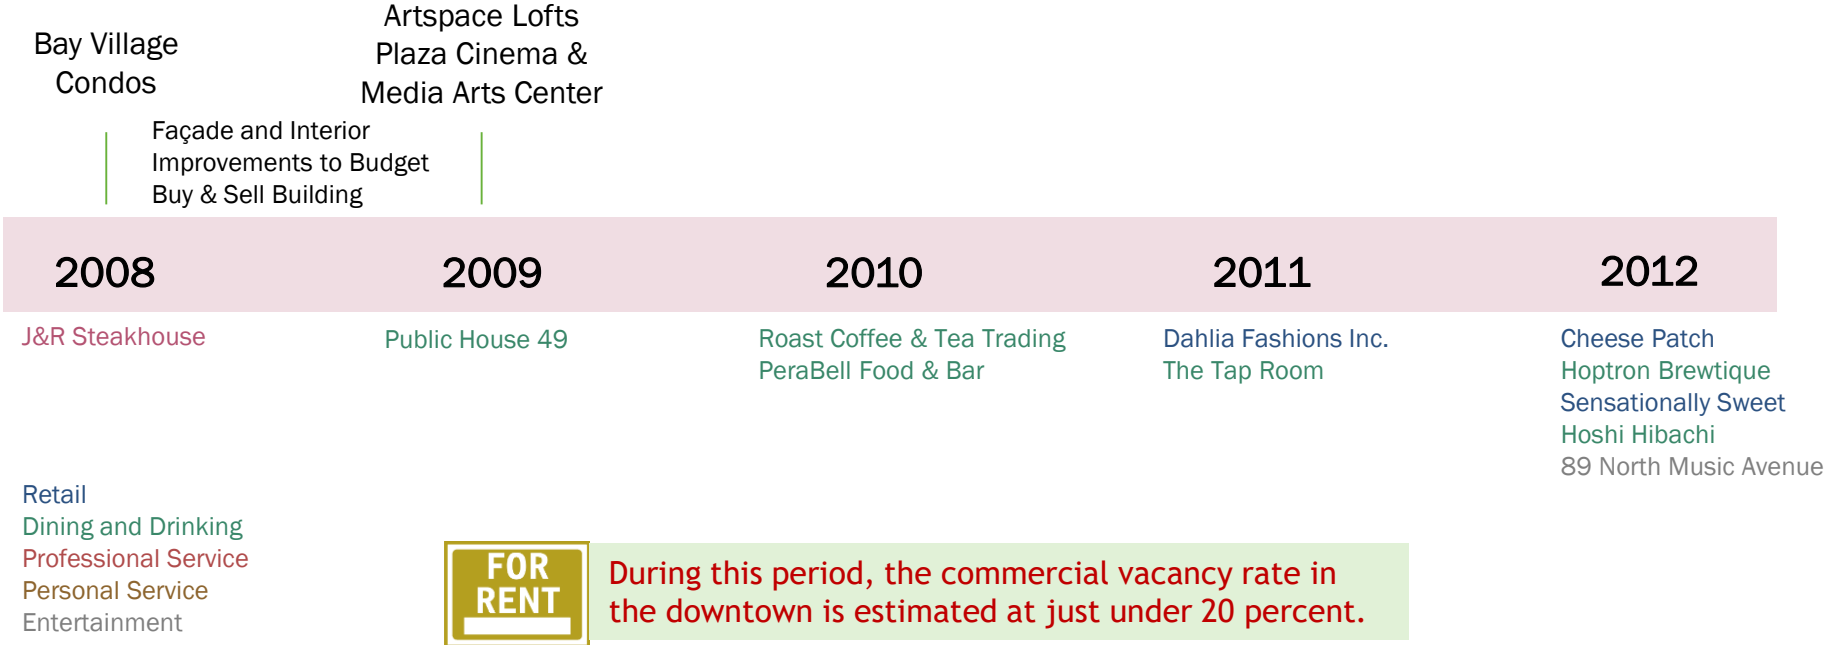 Bay Village
Condos
Artspace Lofts
Plaza Cinema &
Media Arts Center
Façade and Interior
Improvements to Budget
Buy & Sell Building
2008
2009
2010
2011
2012
J&R Steakhouse
Public House 49
Roast Coffee & Tea Trading
PeraBell Food & Bar
Dahlia Fashions Inc.
The Tap Room
Cheese Patch
Hoptron Brewtique
Sensationally Sweet
Hoshi Hibachi
89 North Music Avenue
Retail
Dining and Drinking
Professional Service
Personal Service
Entertainment
FOR
RENT
During this period, the commercial vacancy rate in
the downtown is estimated at just under 20 percent.